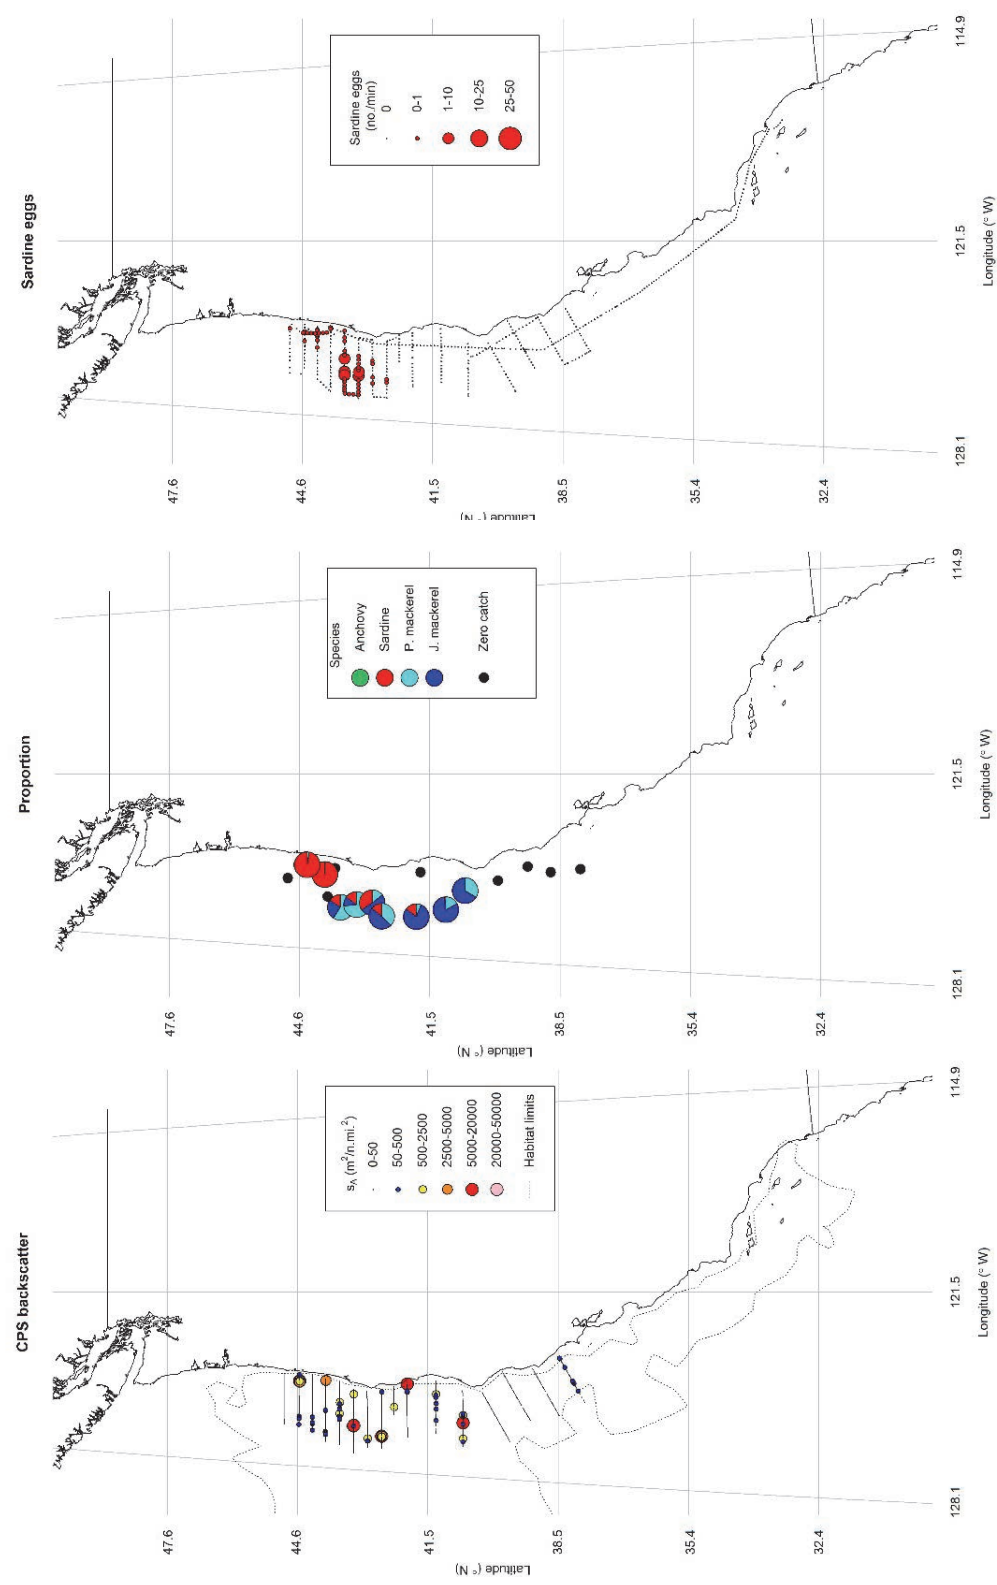 CPS backscatter
47.6
44.6
41.5
38.5
35.4
32.4
Latitude (° N)
s_A (m²/n.mi.²)
0-50
50-500
500-2500
2500-5000
5000-20000
20000-50000
Habitat limits
128.1
121.5
114.9
Longitude (° W)
Proportion
47.6
44.6
41.5
38.5
35.4
32.4
Latitude (° N)
Species
Anchovy
Sardine
P. mackerel
J. mackerel
Zero catch
128.1
121.5
114.9
Longitude (° W)
Sardine eggs
47.6
44.6
41.5
38.5
35.4
32.4
Latitude (° N)
Sardine eggs
(no./min)
0
0-1
1-10
10-25
25-50
128.1
121.5
114.9
Longitude (° W)